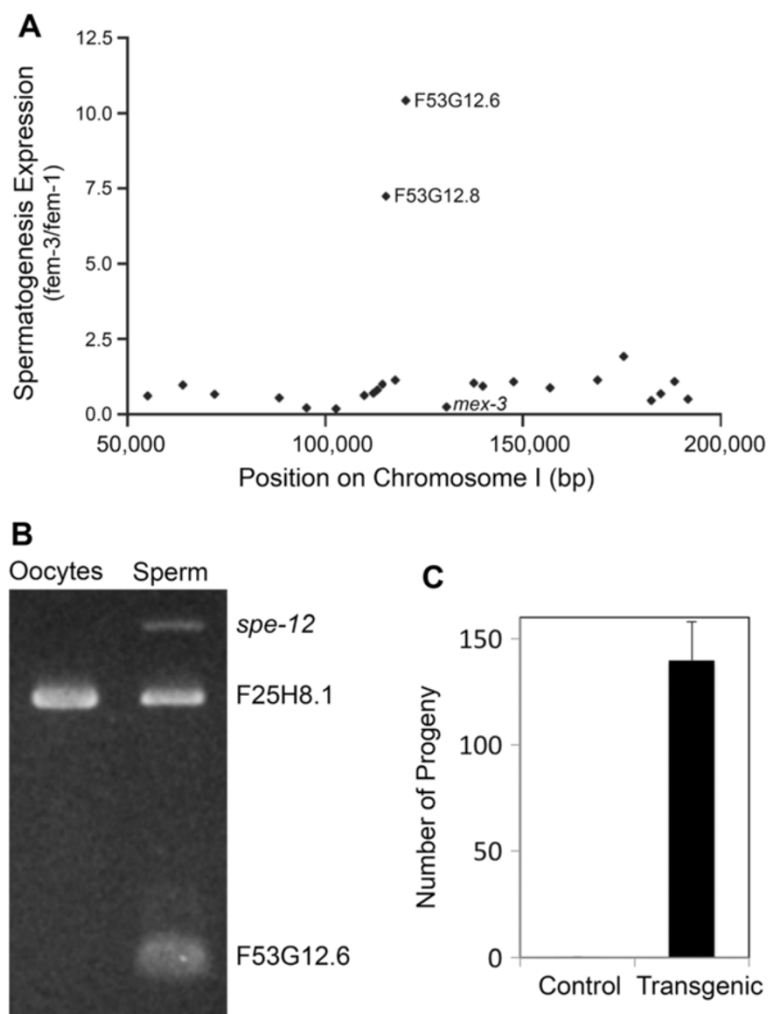 A
Spermatogenesis Expression
(fem-3/fem-1)
12.5
10.0
7.5
5.0
2.5
0.0
F53G12.6
F53G12.8
mex-3
50,000 100,000 150,000 200,000
Position on Chromosome I (bp)
B
Oocytes Sperm
spe-12
F25H8.1
F53G12.6
C
Number of Progeny
150
100
50
0
Control Transgenic